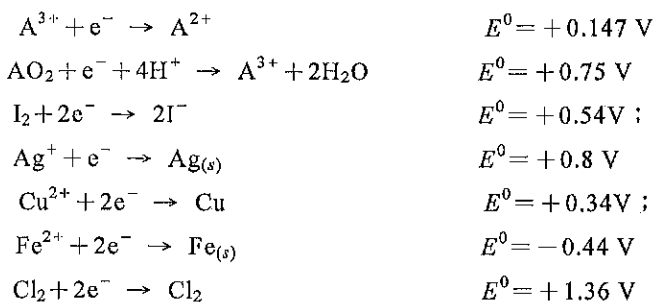 A³⁺ + e⁻ → A²⁺ E⁰ = +0.147 V
AO₂ + e⁻ + 4H⁺ → A³⁺ + 2H₂O E⁰ = +0.75 V
I₂ + 2e⁻ → 2I⁻ E⁰ = +0.54V ;
Ag⁺ + e⁻ → Ag₍s₎ E⁰ = +0.8 V
Cu²⁺ + 2e⁻ → Cu E⁰ = +0.34V ;
Fe²⁺ + 2e⁻ → Fe₍s₎ E⁰ = −0.44 V
Cl₂ + 2e⁻ → Cl₂ E⁰ = +1.36 V